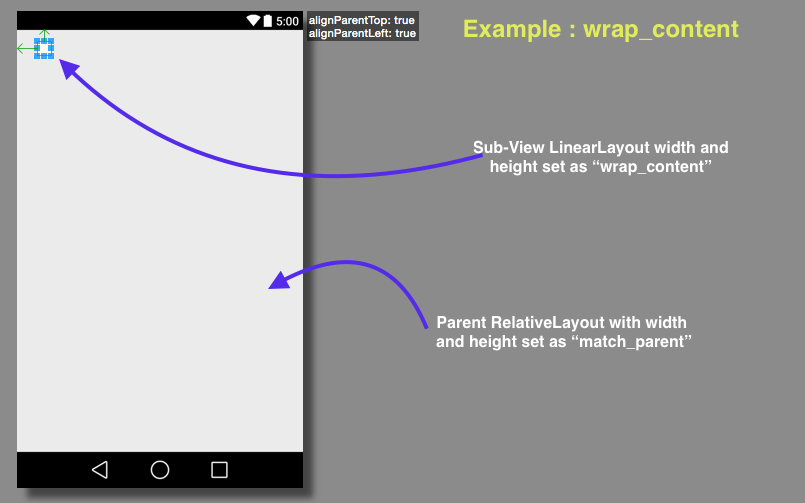 5:00
alignParentTop: true
alignParentLeft: true
Example : wrap_content
Sub-View LinearLayout width and
height set as “wrap_content”
Parent RelativeLayout with width
and height set as “match_parent”